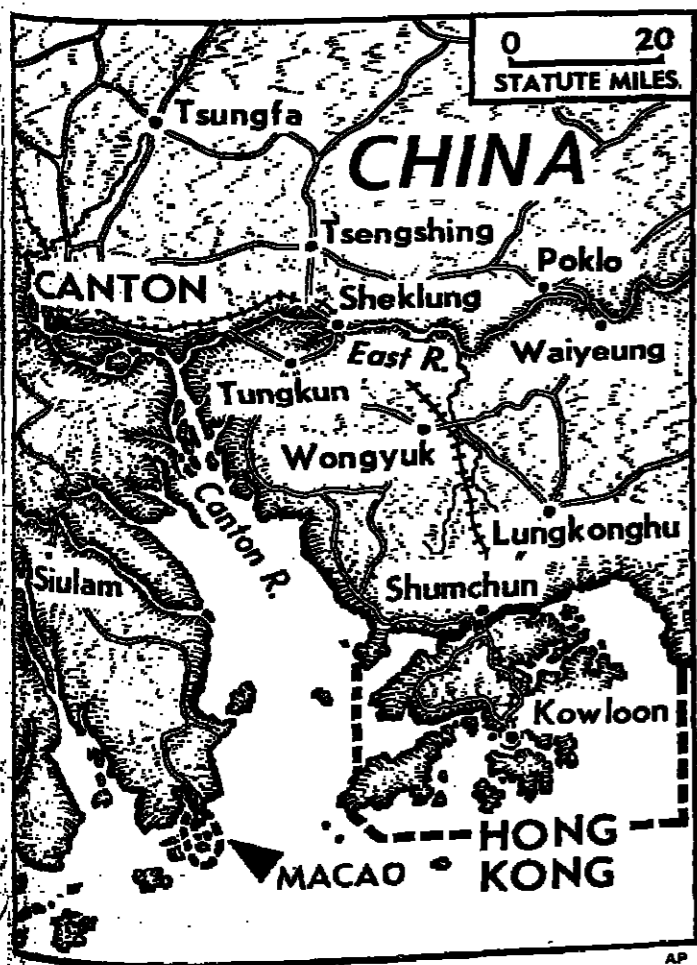 0 20
STATUTE MILES.
Tsungfa
CHINA
Tsengshing
Poklo
CANTON
Sheklung
East R.
Waiyeung
Tungkun
Wongyuk
Canton R.
Lungkonghu
Siulam
Shumchun
Kowloon
HONG
KONG
MACAO
AP